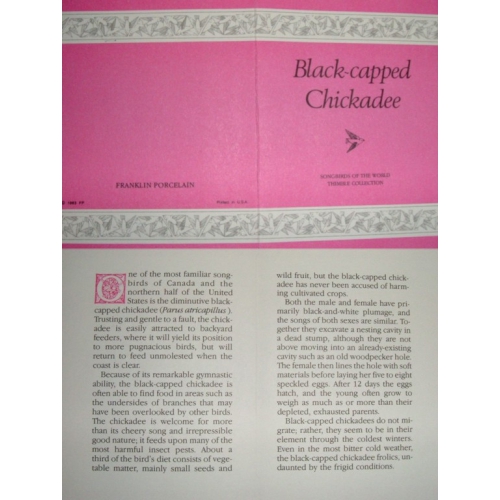 Black-capped
Chickadee
SONGBIRDS OF THE WORLD
THIMBLE COLLECTION
FRANKLIN PORCELAIN
Printed in U.S.A.
One of the most familiar song-
birds of Canada and the
northern half of the United
States is the diminutive black-
capped chickadee (Parus atricapillus).
Trusting and gentle to a fault, the chick-
adee is easily attracted to backyard
feeders, where it will yield its position
to more pugnacious birds, but will
return to feed unmolested when the
coast is clear.
Because of its remarkable gymnastic
ability, the black-capped chickadee is
often able to find food in areas such as
the undersides of branches that may
have been overlooked by other birds.
The chickadee is welcome for more
than its cheery song and irrepressible
good nature; it feeds upon many of the
most harmful insect pests. About a
third of the bird's diet consists of vege-
table matter, mainly small seeds and
wild fruit, but the black-capped chick-
adee has never been accused of harm-
ing cultivated crops.
Both the male and female have pri-
marily black-and-white plumage, and
the songs of both sexes are similar. To-
gether they excavate a nesting cavity in
a dead stump, although they are not
above moving into an already-existing
cavity such as an old woodpecker hole.
The female then lines the hole with soft
materials before laying her five to eight
speckled eggs. After 12 days the eggs
hatch, and the young often grow to
weigh as much as or more than their
depleted, exhausted parents.
Black-capped chickadees do not mi-
grate; rather, they seem to be in their
element through the coldest winters.
Even in the most bitter cold weather,
the black-capped chickadee frolics, un-
daunted by the frigid conditions.